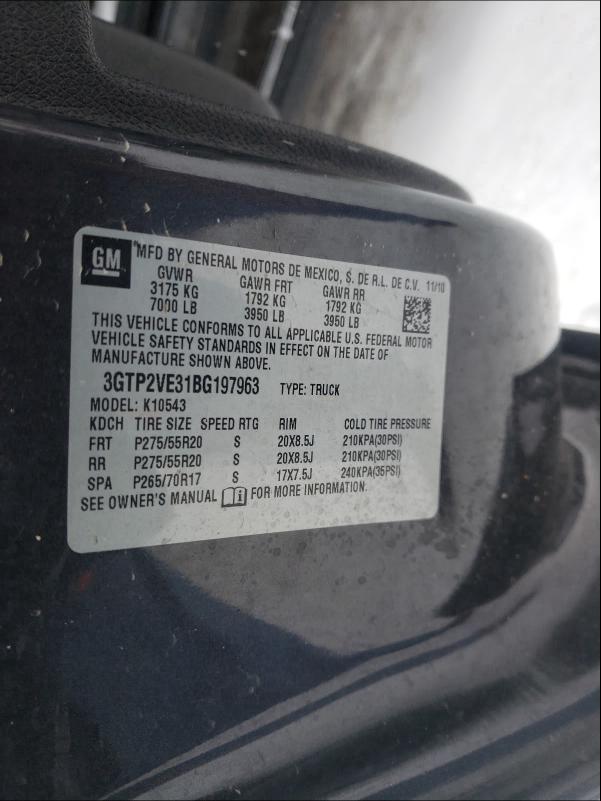 GM
MFD BY GENERAL MOTORS DE MEXICO, S. DE R.L. DE C.V. 11/10
GVWR GAWR FRT GAWR RR
3175 KG 1792 KG 1792 KG
7000 LB 3950 LB 3950 LB
THIS VEHICLE CONFORMS TO ALL APPLICABLE U.S. FEDERAL MOTOR
VEHICLE SAFETY STANDARDS IN EFFECT ON THE DATE OF
MANUFACTURE SHOWN ABOVE.
3GTP2VE31BG197963 TYPE: TRUCK
MODEL: K10543
KDCH TIRE SIZE SPEED RTG RIM COLD TIRE PRESSURE
FRT P275/55R20 S 20X8.5J 210KPA(30PSI)
RR P275/55R20 S 20X8.5J 210KPA(30PSI)
SPA P265/70R17 S 17X7.5J 240KPA(35PSI)
SEE OWNER'S MANUAL FOR MORE INFORMATION.